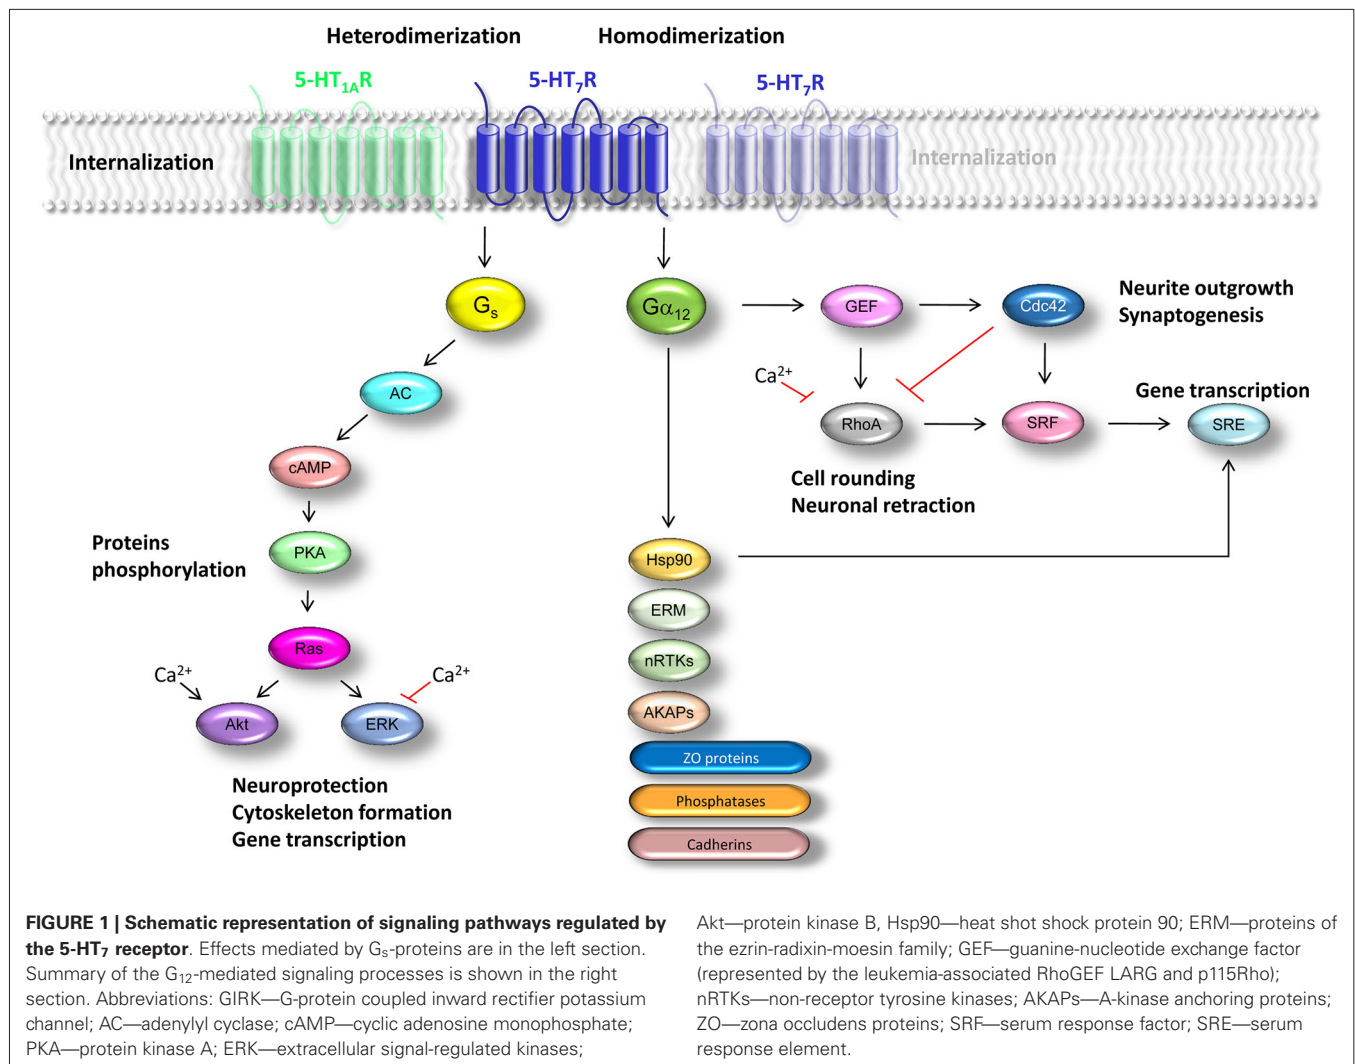 Heterodimerization
Homodimerization
5-HT1AR
5-HT7R
5-HT7R
Internalization
Internalization
Gs
Gα12
GEF
Cdc42
Neurite outgrowth
Synaptogenesis
AC
Ca2+
Gene transcription
RhoA
SRF
SRE
cAMP
Cell rounding
Neuronal retraction
Proteins
phosphorylation
PKA
Hsp90
ERM
Ras
nRTKs
Ca2+
Ca2+
AKAPs
Akt
ERK
ZO proteins
Neuroprotection
Cytoskeleton formation
Gene transcription
Phosphatases
Cadherins
FIGURE 1 | Schematic representation of signaling pathways regulated by
the 5-HT7 receptor. Effects mediated by Gs-proteins are in the left section.
Summary of the G12-mediated signaling processes is shown in the right
section. Abbreviations: GIRK—G-protein coupled inward rectifier potassium
channel; AC—adenylyl cyclase; cAMP—cyclic adenosine monophosphate;
PKA—protein kinase A; ERK—extracellular signal-regulated kinases;
Akt—protein kinase B, Hsp90—heat shot shock protein 90; ERM—proteins of
the ezrin-radixin-moesin family; GEF—guanine-nucleotide exchange factor
(represented by the leukemia-associated RhoGEF LARG and p115Rho);
nRTKs—non-receptor tyrosine kinases; AKAPs—A-kinase anchoring proteins;
ZO—zona occludens proteins; SRF—serum response factor; SRE—serum
response element.